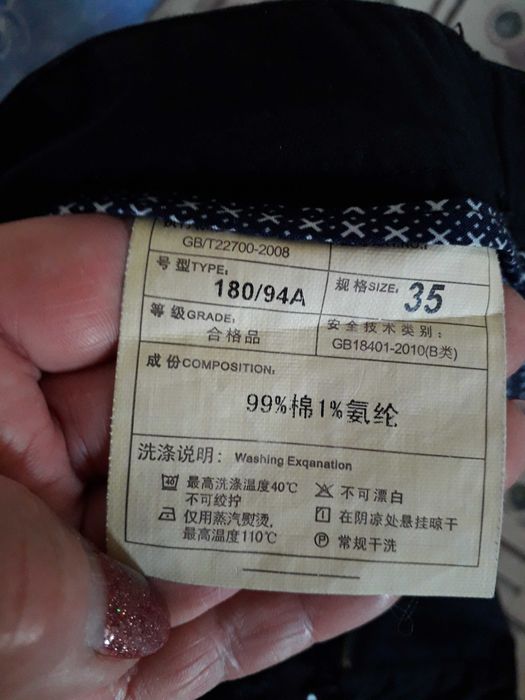 GB/T22700-2008
号 型TYPE:
180/94A
规 格SIZE:
35
等 级GRADE:
合格品
安 全 技 术 类 别:
GB18401-2010(B类)
成 份COMPOSITION:
99%棉1%氨纶
洗涤说明: Washing Exqanation
40 最高洗涤温度40℃
不可绞拧
不可漂白
仅用蒸汽熨烫,
最高温度110℃
在阴凉处悬挂晾干
P 常规干洗